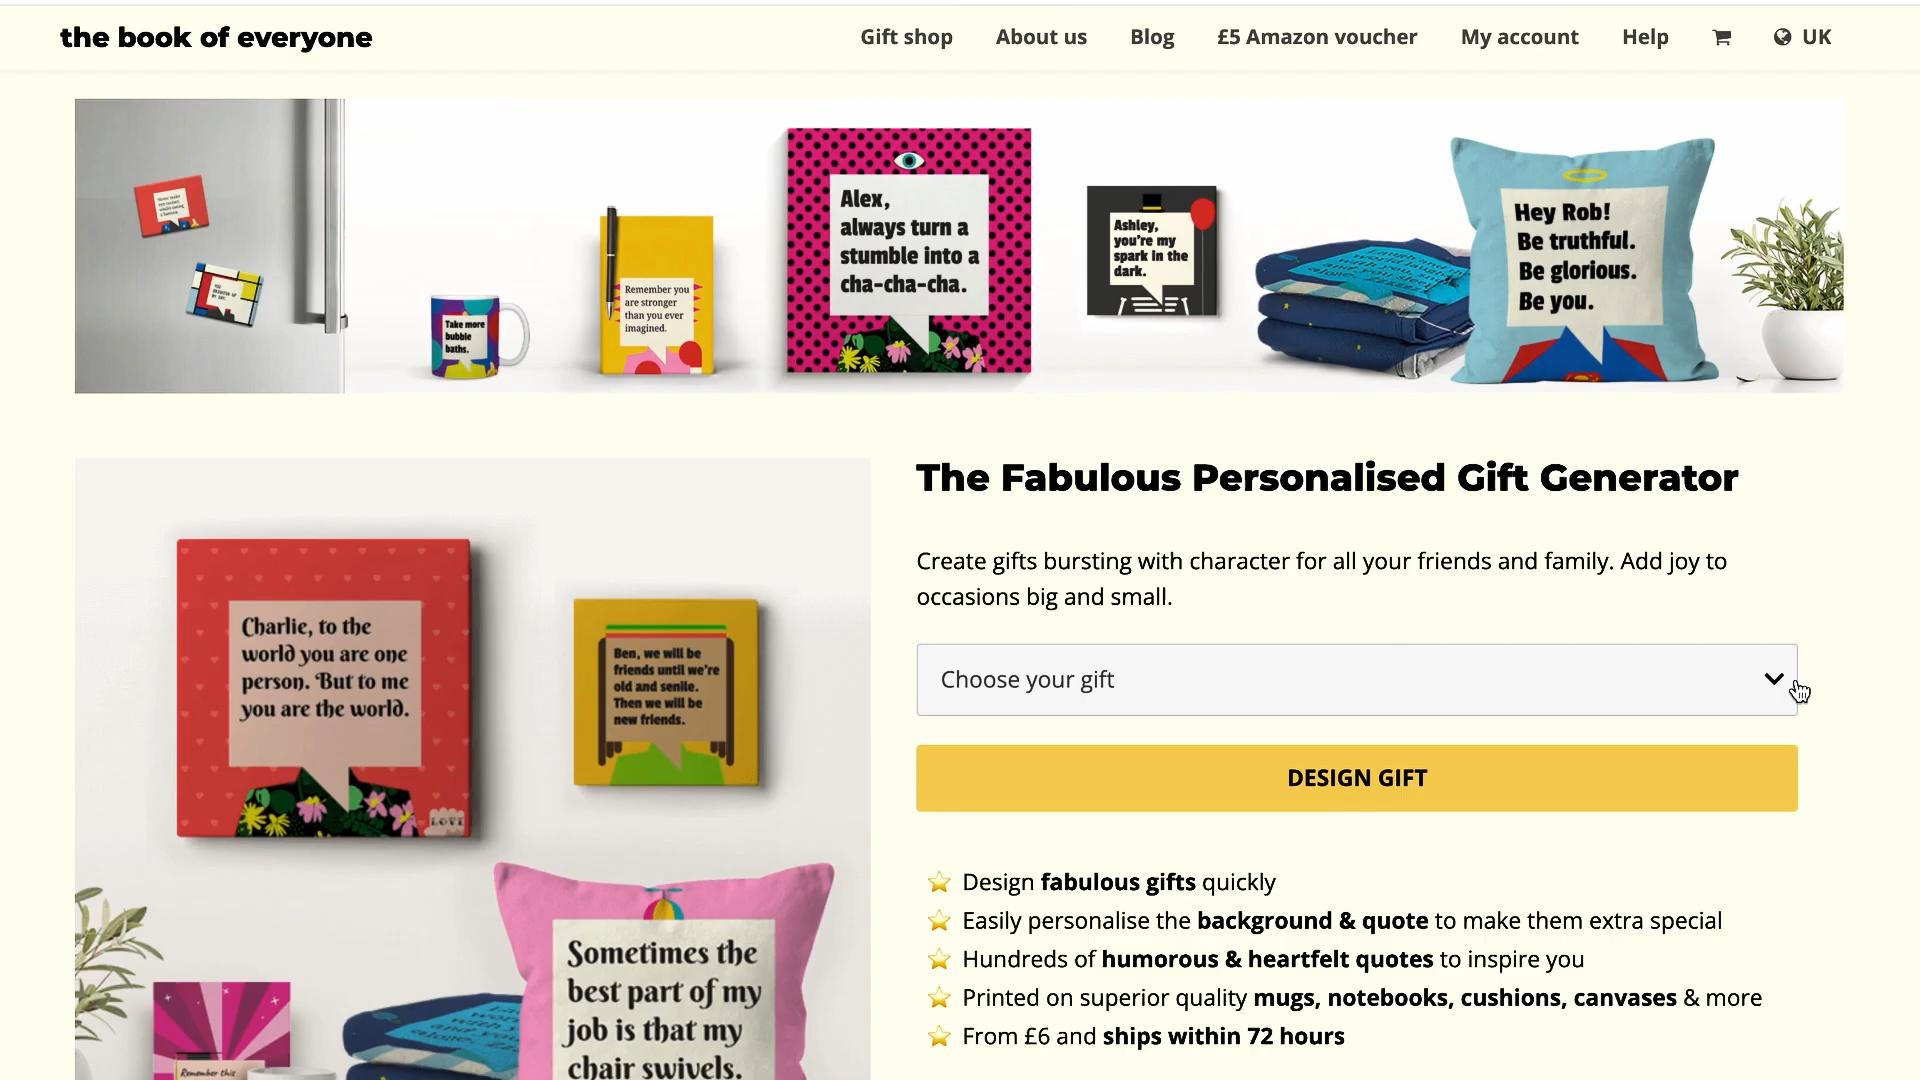 the book of everyone
Gift shop
About us
Blog
£5 Amazon voucher
My account
Help
UK
Take more
bubble
baths.
Remember you
are stronger
than you ever
imagined.
Alex,
always turn a
stumble into a
cha-cha-cha.
Ashley,
you're my
spark in the
dark.
Hey Rob!
Be truthful.
Be glorious.
Be you.
Charlie, to the
world you are one
person. But to me
you are the world.
LOVE
Ben, we will be
friends until we're
old and senile.
Then we will be
new friends.
Sometimes the
best part of my
job is that my
chair swivels.
Remember this
The Fabulous Personalised Gift Generator
Create gifts bursting with character for all your friends and family. Add joy to
occasions big and small.
Choose your gift
DESIGN GIFT
Design fabulous gifts quickly
Easily personalise the background & quote to make them extra special
Hundreds of humorous & heartfelt quotes to inspire you
Printed on superior quality mugs, notebooks, cushions, canvases & more
From £6 and ships within 72 hours